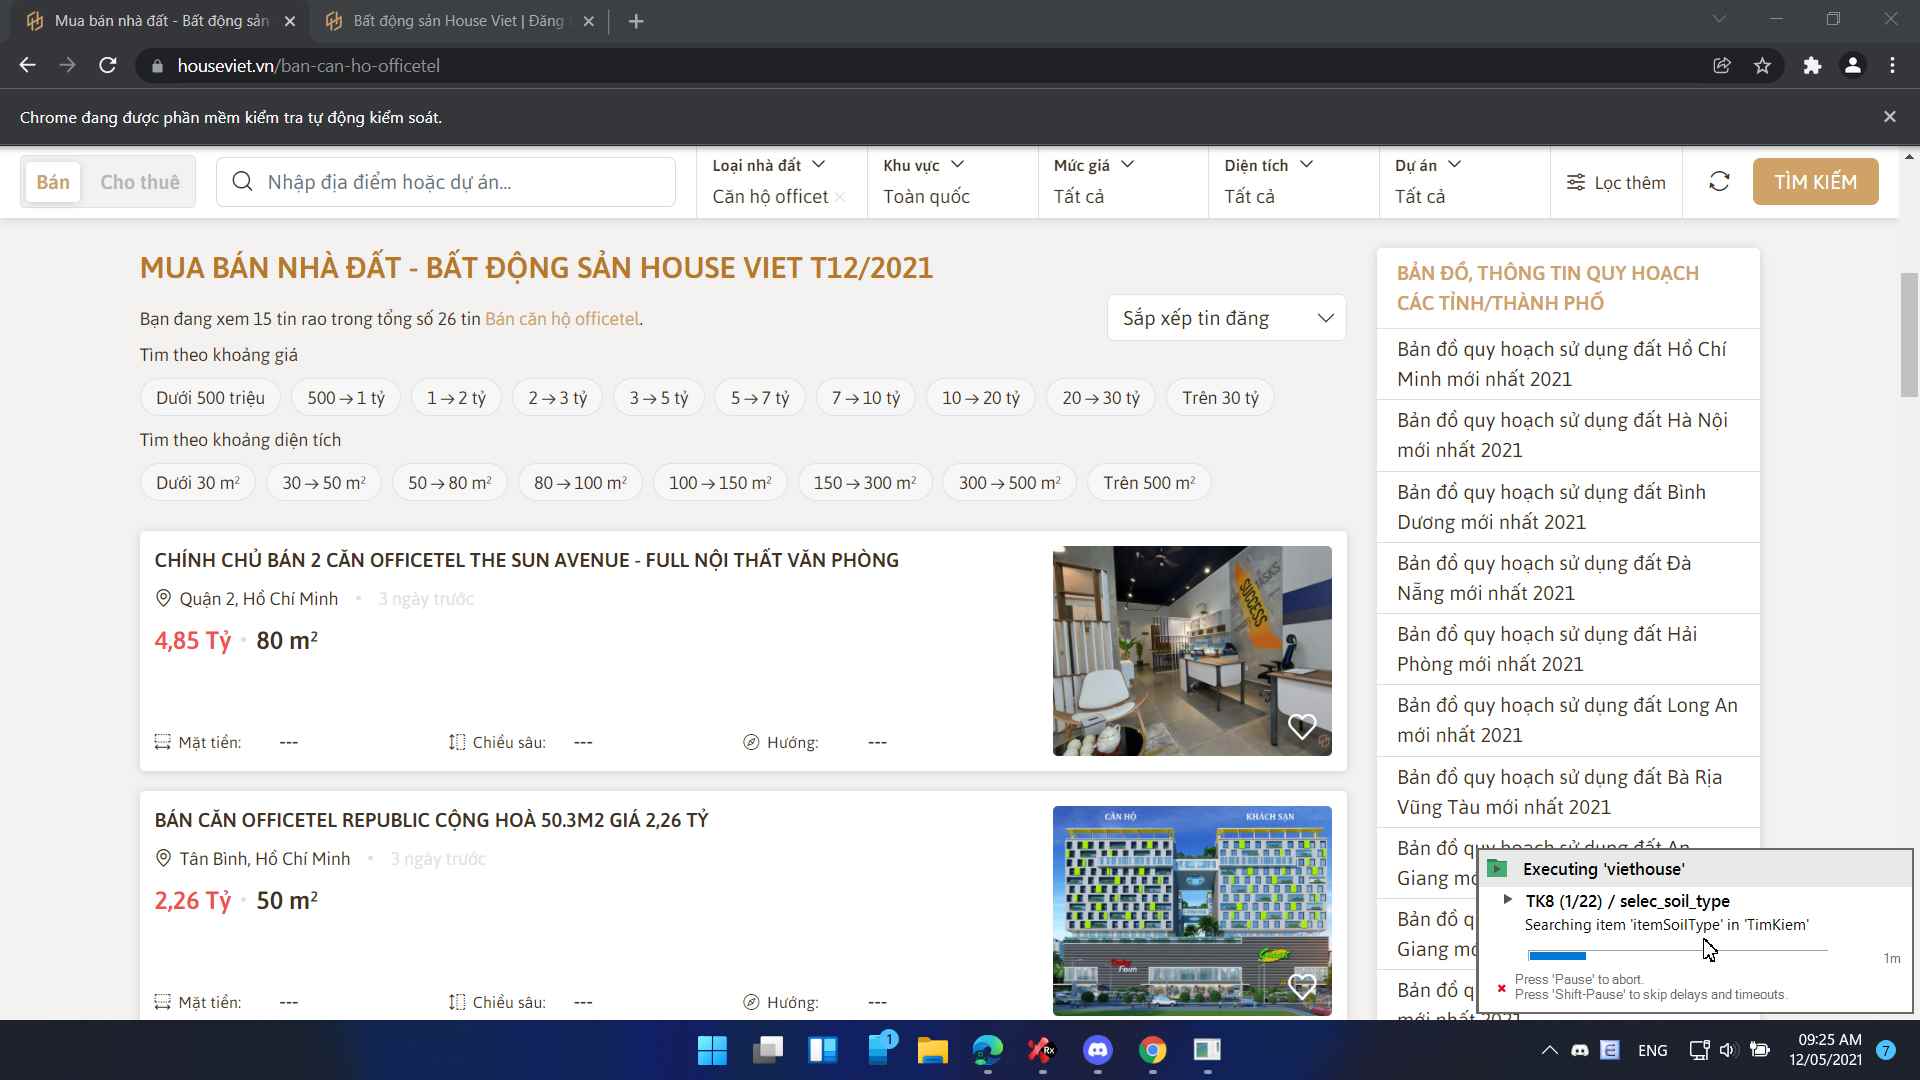 Mua bán nhà đất - Bất động sản
Bất động sản House Viet | Đăng
houseviet.vn/ban-can-ho-officetel
Chrome đang được phần mềm kiểm tra tự động kiểm soát.
Bán
Cho thuê
Nhập địa điểm hoặc dự án...
Loại nhà đất
Căn hộ officet
Khu vực
Toàn quốc
Mức giá
Tất cả
Diện tích
Tất cả
Dự án
Tất cả
Lọc thêm
TÌM KIẾM
MUA BÁN NHÀ ĐẤT - BẤT ĐỘNG SẢN HOUSE VIET T12/2021
Bạn đang xem 15 tin rao trong tổng số 26 tin Bán căn hộ officetel.
Sắp xếp tin đăng
Tìm theo khoảng giá
Dưới 500 triệu
500 → 1 tỷ
1 → 2 tỷ
2 → 3 tỷ
3 → 5 tỷ
5 → 7 tỷ
7 → 10 tỷ
10 → 20 tỷ
20 → 30 tỷ
Trên 30 tỷ
Tìm theo khoảng diện tích
Dưới 30 m²
30 → 50 m²
50 → 80 m²
80 → 100 m²
100 → 150 m²
150 → 300 m²
300 → 500 m²
Trên 500 m²
CHÍNH CHỦ BÁN 2 CĂN OFFICETEL THE SUN AVENUE - FULL NỘI THẤT VĂN PHÒNG
Quận 2, Hồ Chí Minh • 3 ngày trước
4,85 Tỷ • 80 m²
Mặt tiền: ---
Chiều sâu: ---
Hướng: ---
SUCCESS
BÁN CĂN OFFICETEL REPUBLIC CỘNG HOÀ 50.3M2 GIÁ 2,26 TỶ
Tân Bình, Hồ Chí Minh • 3 ngày trước
2,26 Tỷ • 50 m²
Mặt tiền: ---
Chiều sâu: ---
Hướng: ---
CĂN HỘ
KHÁCH SẠN
BẢN ĐỒ, THÔNG TIN QUY HOẠCH
CÁC TỈNH/THÀNH PHỐ
Bản đồ quy hoạch sử dụng đất Hồ Chí
Minh mới nhất 2021
Bản đồ quy hoạch sử dụng đất Hà Nội
mới nhất 2021
Bản đồ quy hoạch sử dụng đất Bình
Dương mới nhất 2021
Bản đồ quy hoạch sử dụng đất Đà
Nẵng mới nhất 2021
Bản đồ quy hoạch sử dụng đất Hải
Phòng mới nhất 2021
Bản đồ quy hoạch sử dụng đất Long An
mới nhất 2021
Bản đồ quy hoạch sử dụng đất Bà Rịa
Vũng Tàu mới nhất 2021
Bản đồ quy hoạch sử dụng đất An
Giang
Bản đồ
Giang
Bản đồ
mới nhất 2021
Executing 'viethouse'
TK8 (1/22) / selec_soil_type
Searching item 'itemSoilType' in 'TimKiem'
1m
Press 'Pause' to abort.
Press 'Shift-Pause' to skip delays and timeouts.
1
Rx
ENG
09:25 AM
12/05/2021
7